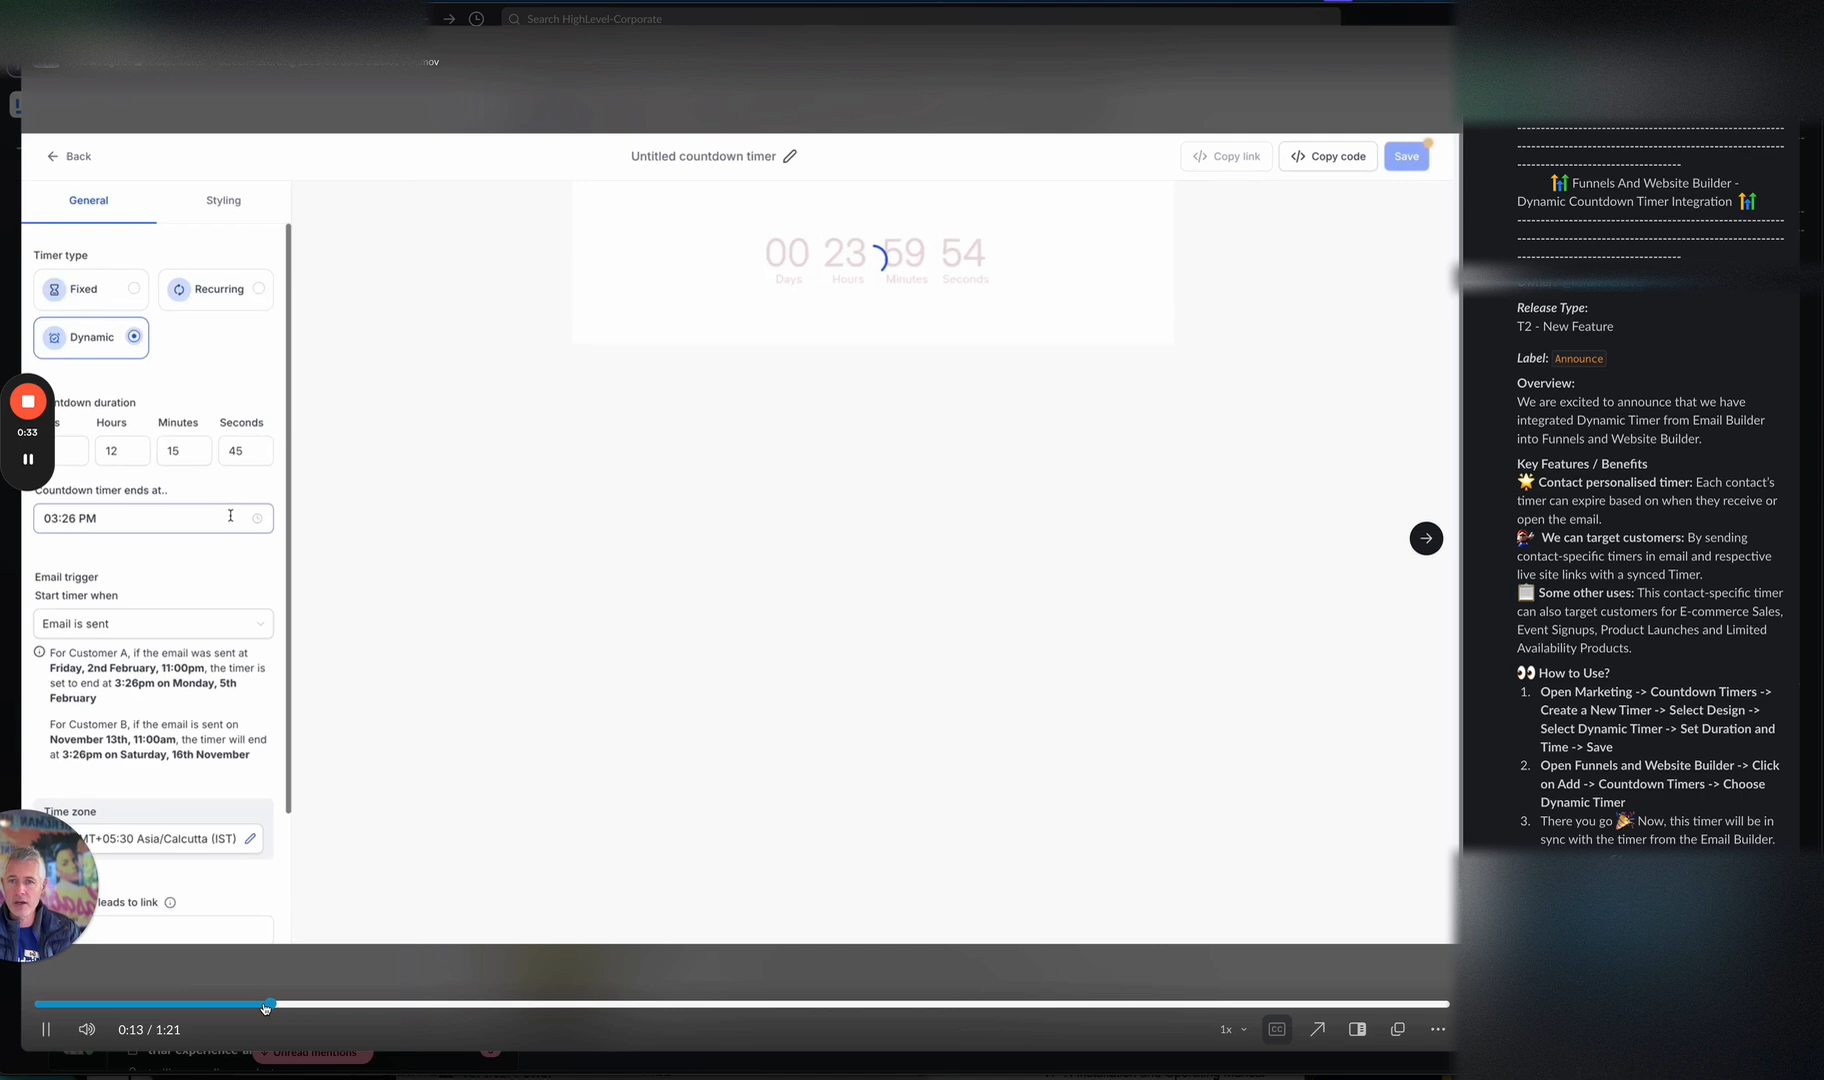 Search HighLevel-Corporate
mov
Back
Untitled countdown timer
Copy link
Copy code
Save
General
Styling
00 23 59 54
Days Hours Minutes Seconds
Timer type
Fixed
Recurring
Dynamic
ntdown duration
s Hours Minutes Seconds
12 15 45
Countdown timer ends at..
03:26 PM
Email trigger
Start timer when
Email is sent
For Customer A, if the email was sent at
Friday, 2nd February, 11:00pm, the timer is
set to end at 3:26pm on Monday, 5th
February
For Customer B, if the email is sent on
November 13th, 11:00am, the timer will end
at 3:26pm on Saturday, 16th November
Time zone
MT+05:30 Asia/Calcutta (IST)
leads to link
0:33
0:13 / 1:21
1x
CC
Unread mentions
Funnels And Website Builder -
Dynamic Countdown Timer Integration
Release Type:
T2 - New Feature
Label: Announce
Overview:
We are excited to announce that we have
integrated Dynamic Timer from Email Builder
into Funnels and Website Builder.
Key Features / Benefits
Contact personalised timer: Each contact's
timer can expire based on when they receive or
open the email.
We can target customers: By sending
contact-specific timers in email and respective
live site links with a synced Timer.
Some other uses: This contact-specific timer
can also target customers for E-commerce Sales,
Event Signups, Product Launches and Limited
Availability Products.
How to Use?
1. Open Marketing -> Countdown Timers ->
Create a New Timer -> Select Design ->
Select Dynamic Timer -> Set Duration and
Time -> Save
2. Open Funnels and Website Builder -> Click
on Add -> Countdown Timers -> Choose
Dynamic Timer
3. There you go 🎉 Now, this timer will be in
sync with the timer from the Email Builder.